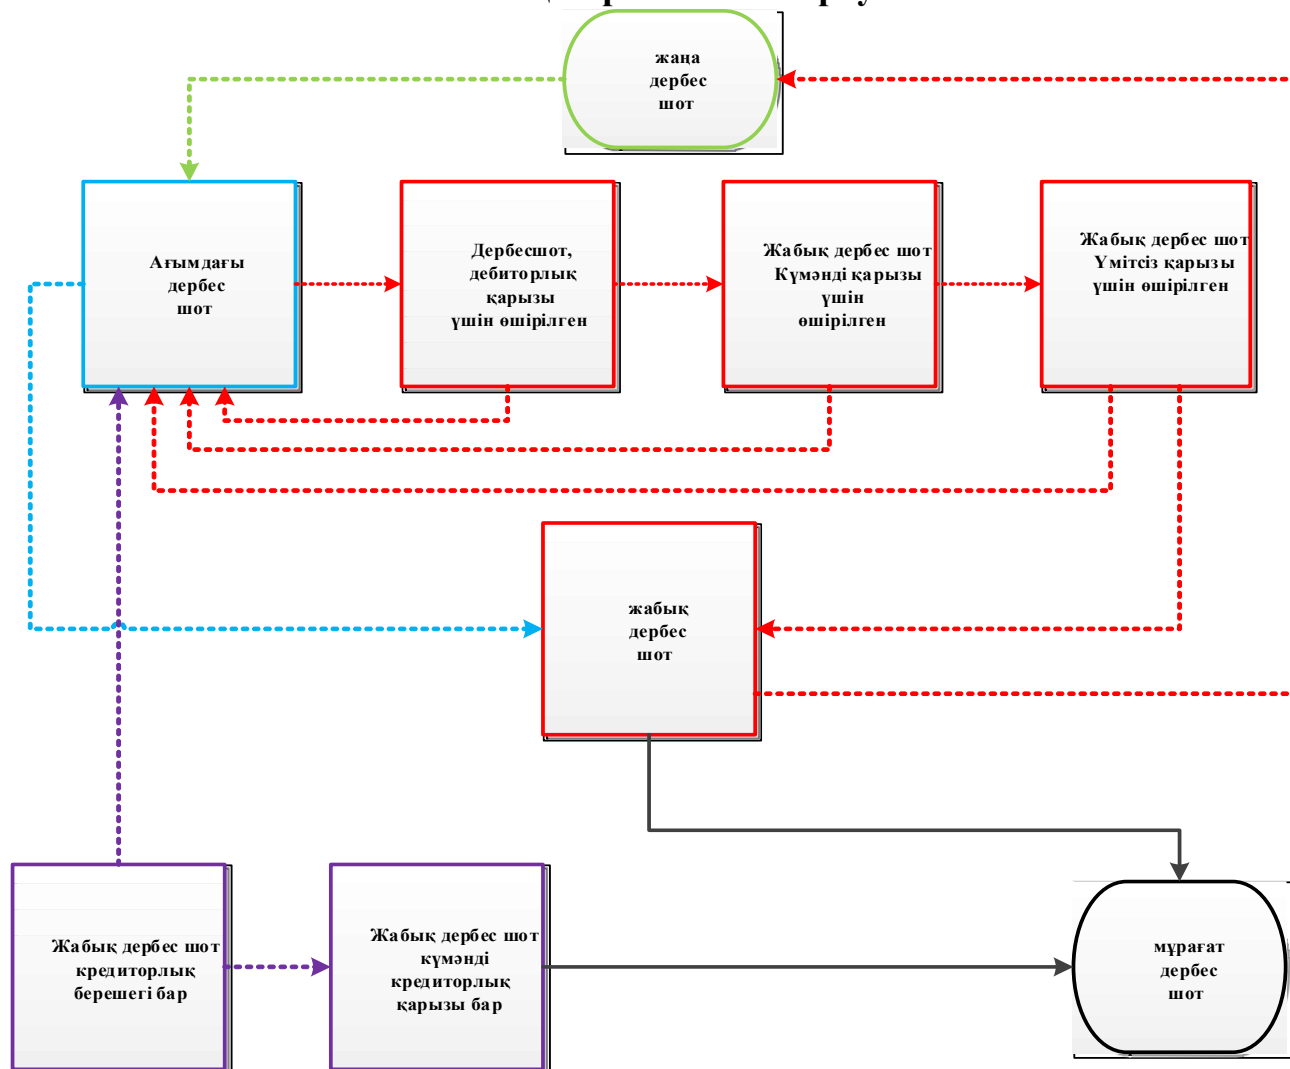 жаңа
дербес
шот
Ағымдағы
дербес
шот
Дербесшот,
дебиторлық
қарызы
үшін өшірілген
Жабық дербес шот
Күмәнді қарызы
үшін
өшірілген
Жабық дербес шот
Үмітсіз қарызы
үшін өшірілген
жабық
дербес
шот
Жабық дербес шот
кредиторлық
берешегі бар
Жабық дербес шот
күмәнді
кредиторлық
қарызы бар
мұрағат
дербес
шот